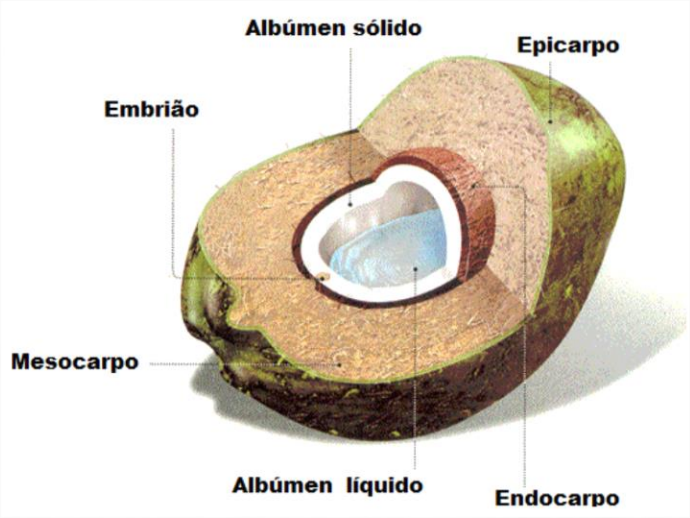 Albúmen sólido
Epicarpo
Embrião
Mesocarpo
Albúmen líquido
Endocarpo